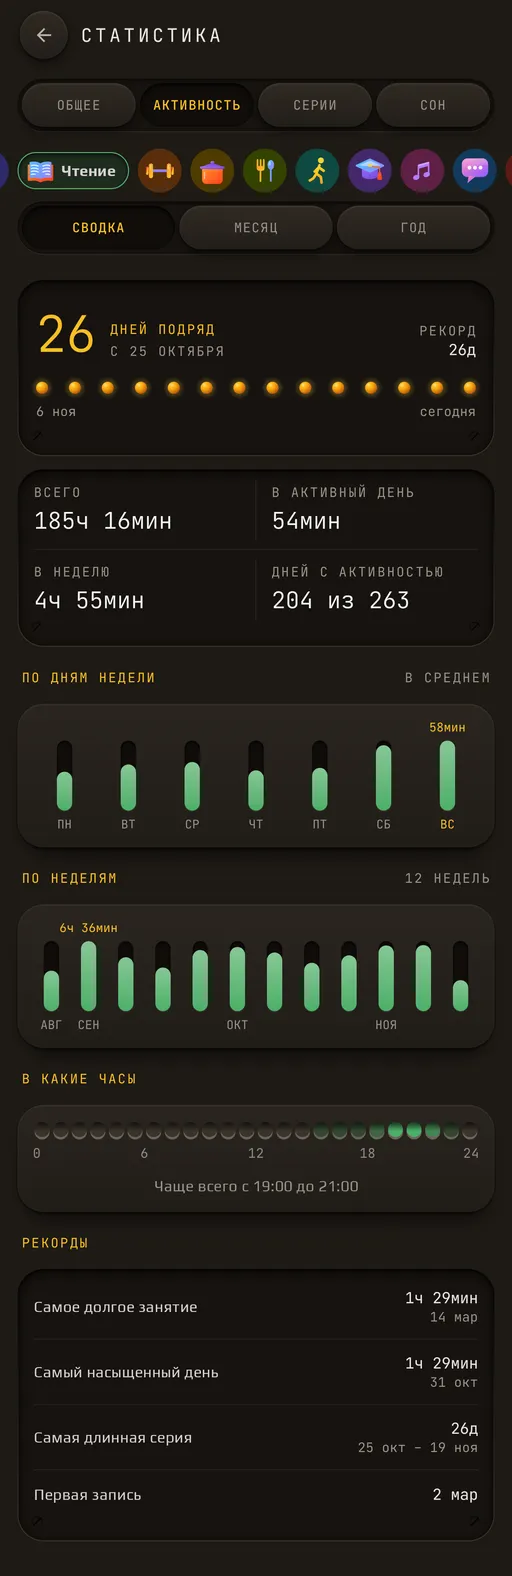 СТАТИСТИКА
ОБЩЕЕ АКТИВНОСТЬ СЕРИИ СОН
Чтение
СВОДКА МЕСЯЦ ГОД
26 ДНЕЙ ПОДРЯД
С 25 ОКТЯБРЯ
РЕКОРД
26д
6 ноя сегодня
ВСЕГО
185ч 16мин
В АКТИВНЫЙ ДЕНЬ
54мин
В НЕДЕЛЮ
4ч 55мин
ДНЕЙ С АКТИВНОСТЬЮ
204 из 263
ПО ДНЯМ НЕДЕЛИ В СРЕДНЕМ
58мин
ПН ВТ СР ЧТ ПТ СБ ВС
ПО НЕДЕЛЯМ 12 НЕДЕЛЬ
6ч 36мин
АВГ СЕН ОКТ НОЯ
В КАКИЕ ЧАСЫ
0 6 12 18 24
Чаще всего с 19:00 до 21:00
РЕКОРДЫ
Самое долгое занятие 1ч 29мин
14 мар
Самый насыщенный день 1ч 29мин
31 окт
Самая длинная серия 26д
25 окт – 19 ноя
Первая запись 2 мар